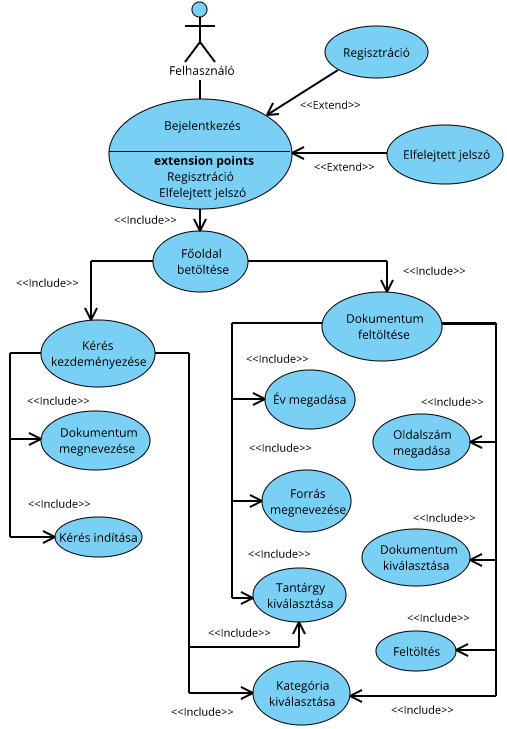 Felhasználó
Regisztráció
<<Extend>>
Bejelentkezés
extension points
Regisztráció
Elfelejtett jelszó
Elfelejtett jelszó
<<Extend>>
<<Include>>
Főoldal
betöltése
<<Include>>
<<Include>>
Kérés
kezdeményezése
Dokumentum
feltöltése
<<Include>>
Év megadása
<<Include>>
<<Include>>
Dokumentum
megnevezése
Oldalszám
megadása
<<Include>>
Forrás
megnevezése
<<Include>>
<<Include>>
Kérés indítása
<<Include>>
Dokumentum
kiválasztása
Tantárgy
kiválasztása
<<Include>>
<<Include>>
Feltöltés
Kategória
kiválasztása
<<Include>>
<<Include>>